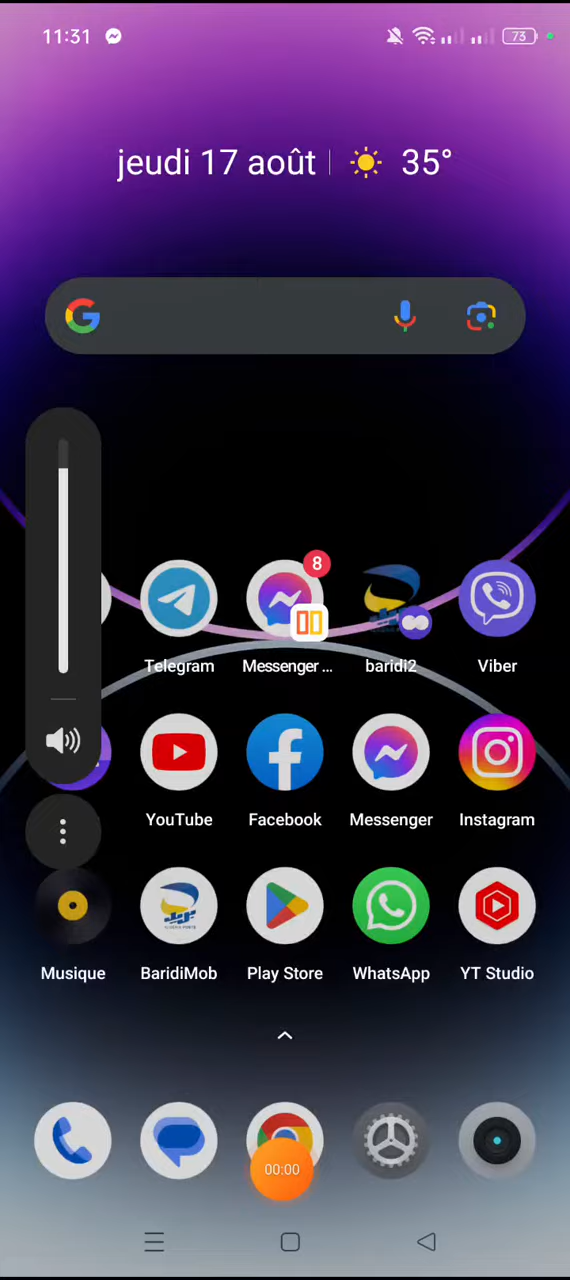 11:31
73
jeudi 17 août
35°
8
Telegram
Messenger ...
baridi2
Viber
YouTube
Facebook
Messenger
Instagram
Musique
BaridiMob
Play Store
WhatsApp
YT Studio
00:00